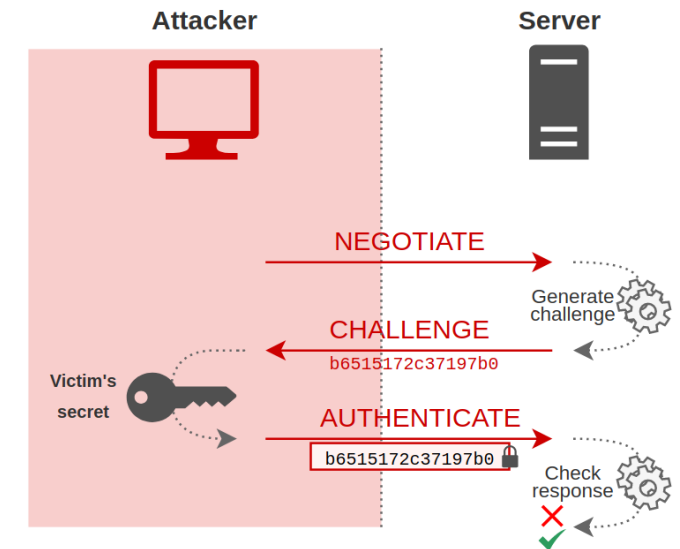 Attacker
Server
NEGOTIATE
Generate
challenge
CHALLENGE
b6515172c37197b0
Victim's
secret
AUTHENTICATE
b6515172c37197b0
Check
response